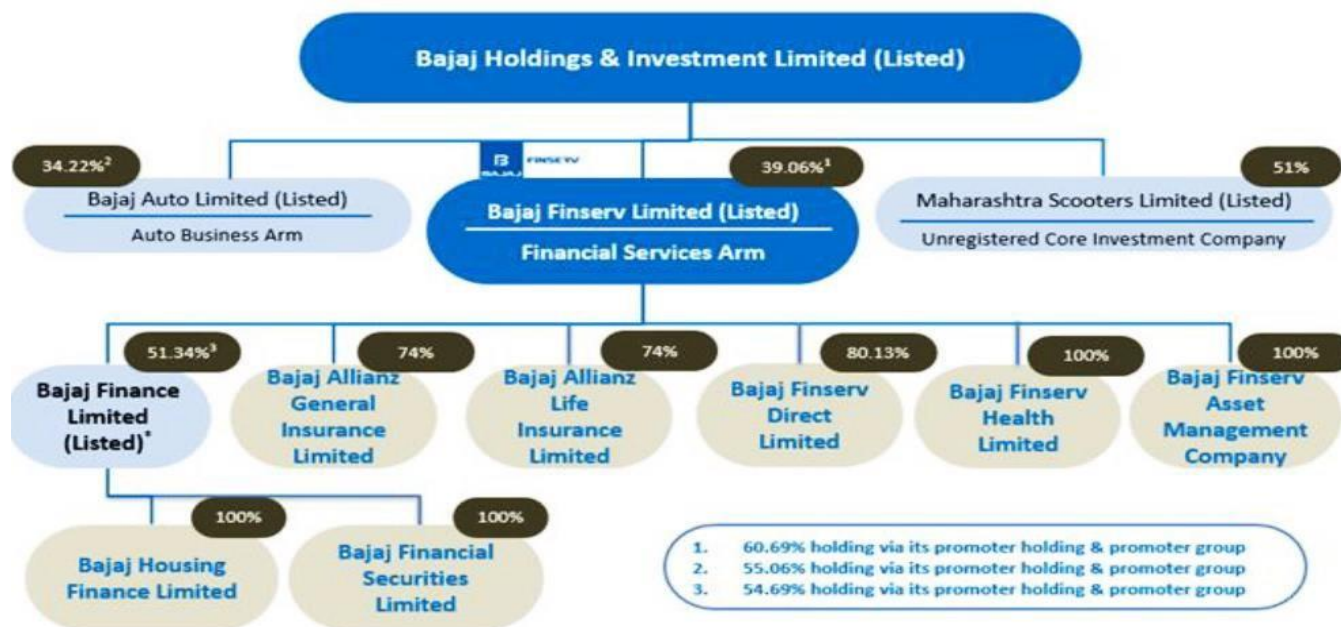 Bajaj Holdings & Investment Limited (Listed)
34.22%²
FINSERV
BAJAJ
39.06%¹
51%
Bajaj Auto Limited (Listed)
Auto Business Arm
Bajaj Finserv Limited (Listed)
Financial Services Arm
Maharashtra Scooters Limited (Listed)
Unregistered Core Investment Company
51.34%³
74%
74%
80.13%
100%
100%
Bajaj Finance
Limited
(Listed)*
Bajaj Allianz
General
Insurance
Limited
Bajaj Allianz
Life
Insurance
Limited
Bajaj Finserv
Direct
Limited
Bajaj Finserv
Health
Limited
Bajaj Finserv
Asset
Management
Company
100%
100%
Bajaj Housing
Finance Limited
Bajaj Financial
Securities
Limited
1. 60.69% holding via its promoter holding & promoter group
2. 55.06% holding via its promoter holding & promoter group
3. 54.69% holding via its promoter holding & promoter group